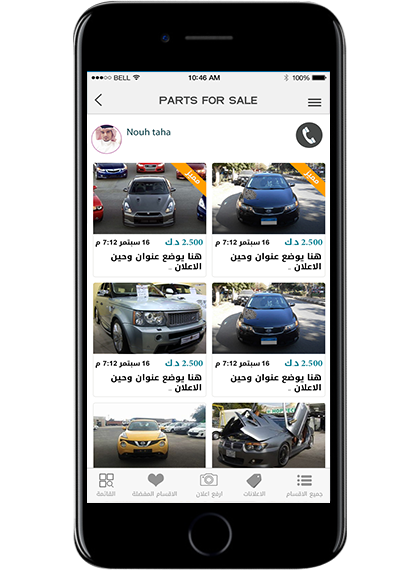 ●●●○○ BELL 10:46 AM 100%
PARTS FOR SALE
Nouh taha
مميز
مميز
2.500 د ك 16 سبتمبر 7:12 م
هنا يوضع عنوان وحين
الاعلان ..
2.500 د ك 16 سبتمبر 7:12 م
هنا يوضع عنوان وحين
الاعلان ..
2.500 د ك 16 سبتمبر 7:12 م
هنا يوضع عنوان وحين
الاعلان ..
2.500 د ك 16 سبتمبر 7:12 م
هنا يوضع عنوان وحين
الاعلان ..
جميع الاقسام
الاعلانات
ارفع اعلان
الاقسام المفضلة
القائمة